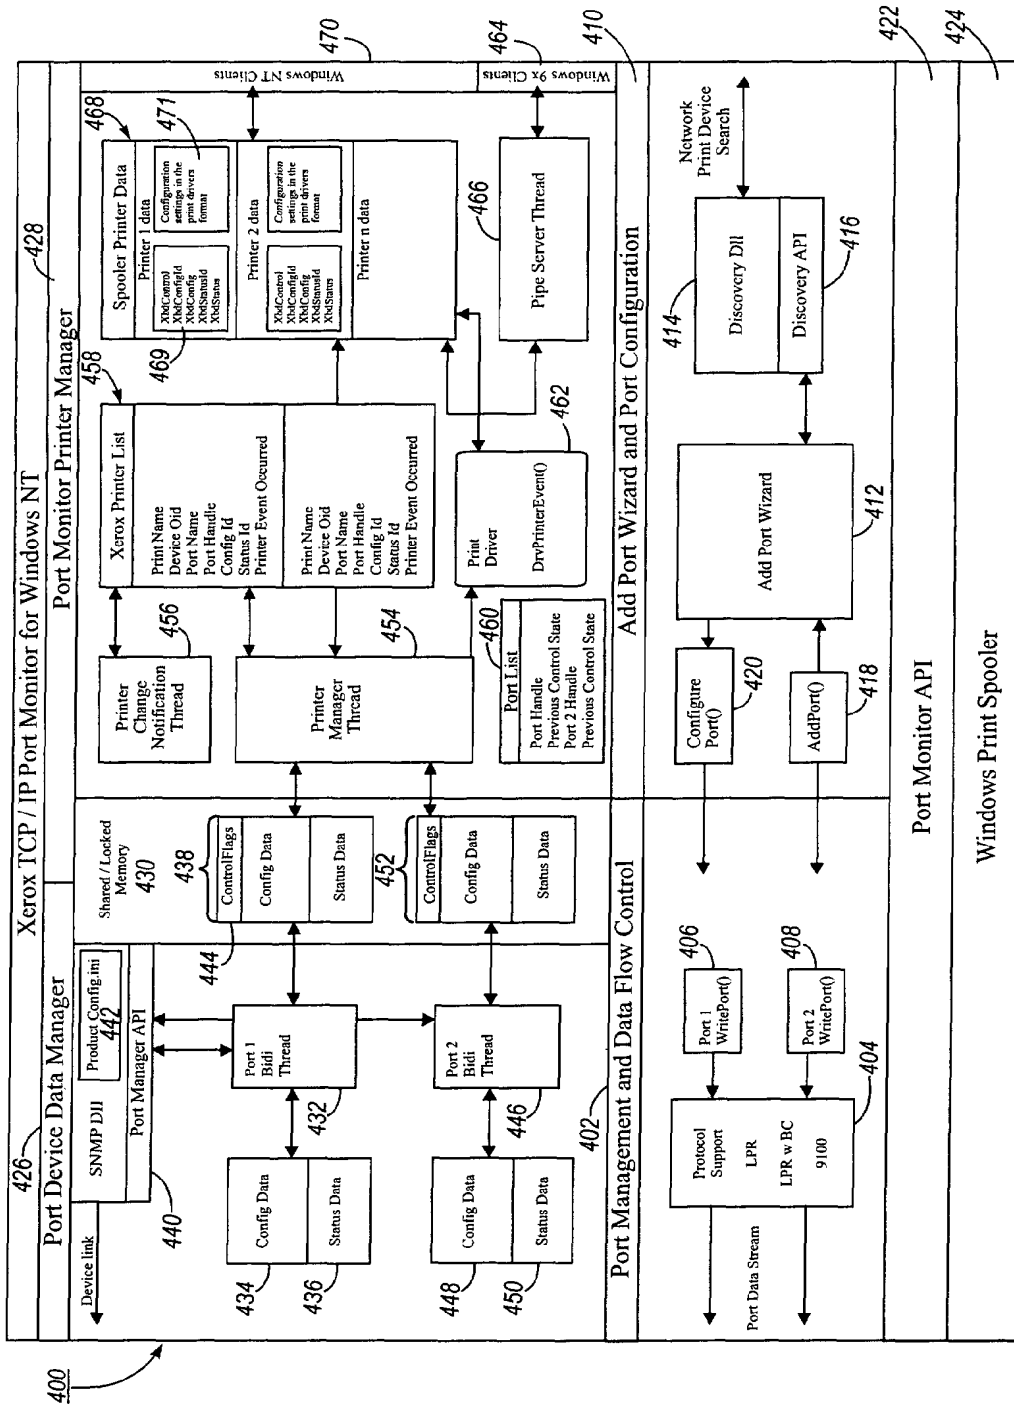 400
Xerox TCP / IP Port Monitor for Windows NT
426
428
Port Device Data Manager
Port Monitor Printer Manager
Device link
SNMP Dll
Product Config.ini
442
Port Manager API
440
Shared / Locked
Memory
430
Config Data
Status Data
434
436
Port 1
Bidi
Thread
432
438
ControlFlags
Config Data
Status Data
444
Config Data
Status Data
448
450
Port 2
Bidi
Thread
446
452
ControlFlags
Config Data
Status Data
Printer
Change
Notification
Thread
456
Printer
Manager
Thread
454
Port List
460
Port Handle
Previous Control State
Port 2 Handle
Previous Control State
Xerox Printer List
458
Print Name
Device Oid
Port Name
Port Handle
Config Id
Status Id
Printer Event Occurred
Print Name
Device Oid
Port Name
Port Handle
Config Id
Status Id
Printer Event Occurred
Print
Driver
DrvPrinterEvent()
462
Spooler Printer Data
468
Printer 1 data
XbdControl
XbdConfigId
XbdConfig
XbdStatusId
XbdStatus
469
Configuration
settings in the
print drivers
format
471
Printer 2 data
XbdControl
XbdConfigId
XbdConfig
XbdStatusId
XbdStatus
Configuration
settings in the
print drivers
format
Printer n data
Pipe Server Thread
466
Windows NT Clients
470
Windows 9x Clients
464
402
Port Management and Data Flow Control
Add Port Wizard and Port Configuration
410
Port Data Stream
Protocol
Support
LPR
LPR w BC
9100
404
Port 1
WritePort()
406
Port 2
WritePort()
408
Configure
Port()
420
AddPort()
418
Add Port Wizard
412
Discovery Dll
414
Discovery API
416
Network
Print Device
Search
Port Monitor API
422
Windows Print Spooler
424